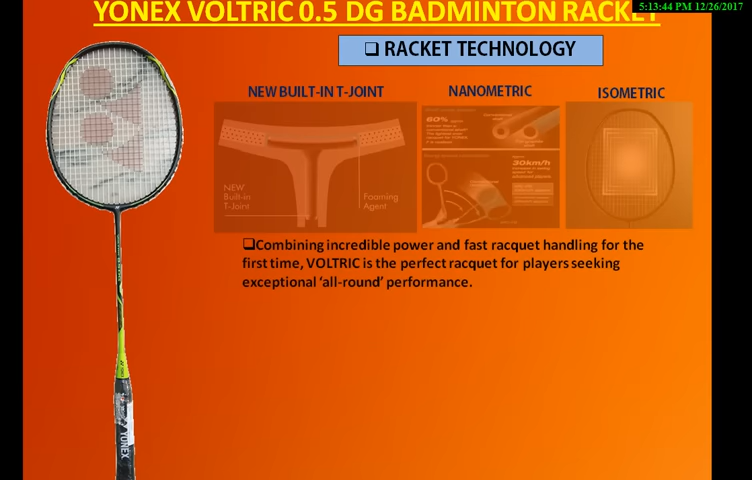 5:13:44 PM 12/26/2017
YONEX VOLTRIC 0.5 DG BADMINTON RACKET
❑ RACKET TECHNOLOGY
NEW BUILT-IN T-JOINT
NANOMETRIC
ISOMETRIC
NEW
Built-in
T-Joint
Foaming
Agent
60%
30km/h
❑Combining incredible power and fast racquet handling for the
first time, VOLTRIC is the perfect racquet for players seeking
exceptional ‘all-round’ performance.
YONEX